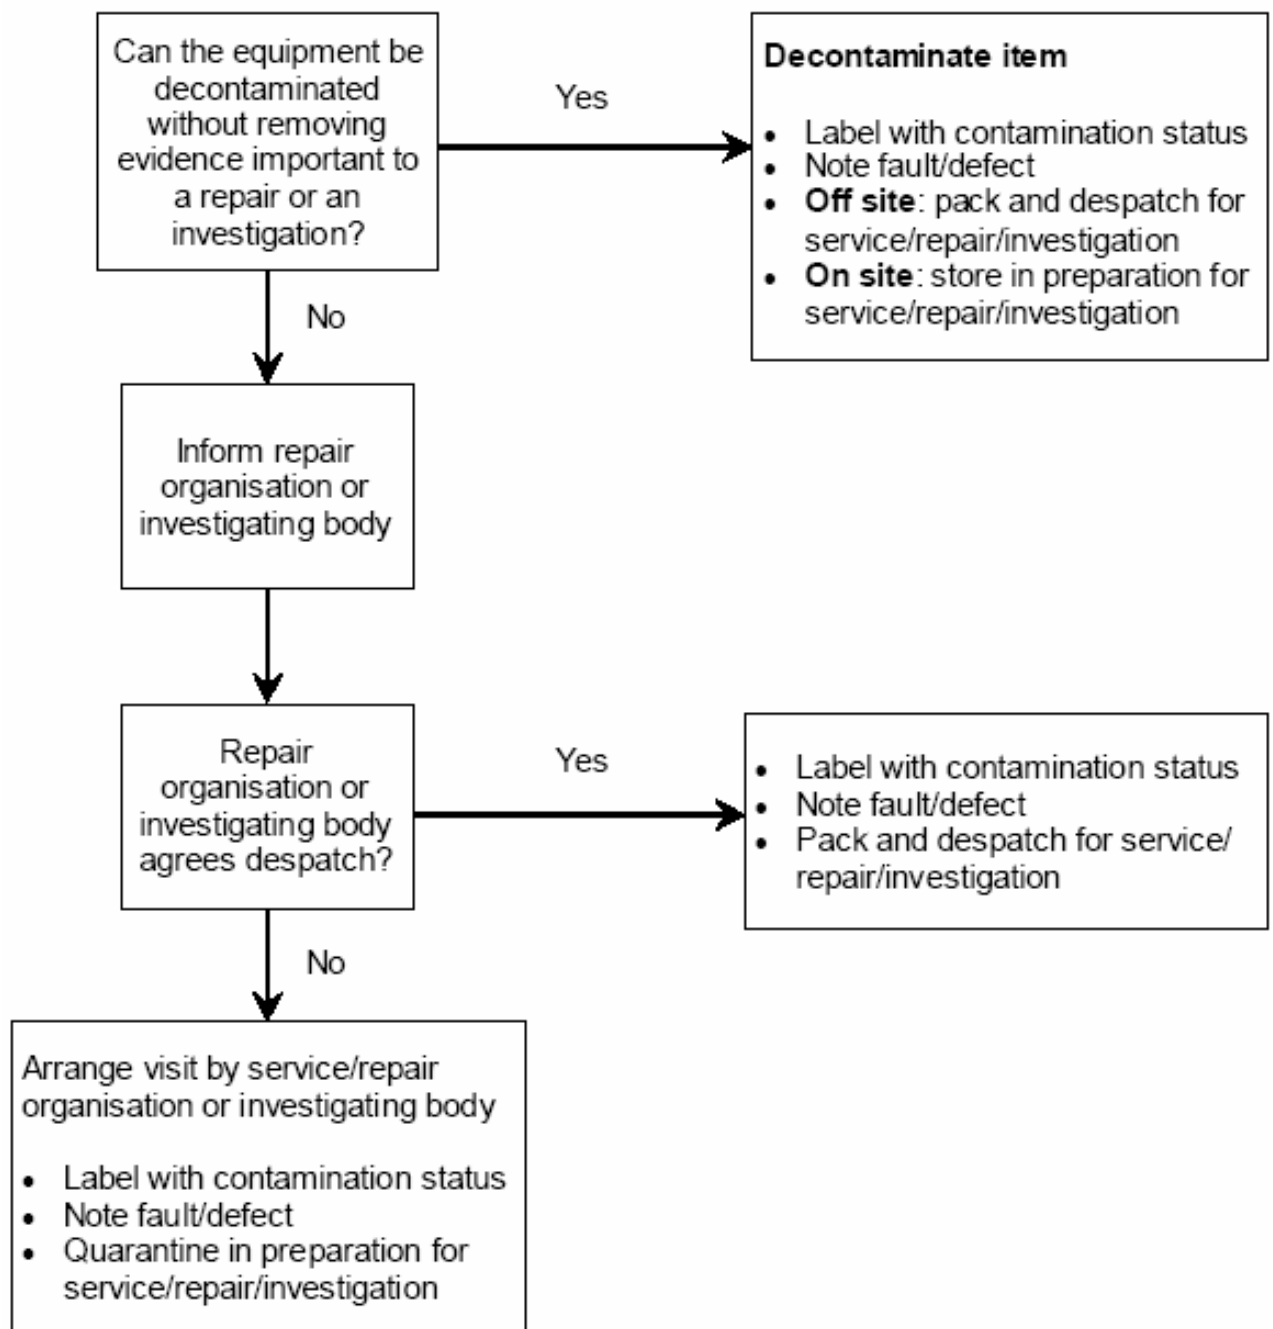 Can the equipment be
decontaminated
without removing
evidence important to
a repair or an
investigation?
Yes
Decontaminate item
• Label with contamination status
• Note fault/defect
• Off site: pack and despatch for
service/repair/investigation
• On site: store in preparation for
service/repair/investigation
No
Inform repair
organisation or
investigating body
Repair
organisation or
investigating body
agrees despatch?
Yes
• Label with contamination status
• Note fault/defect
• Pack and despatch for service/
repair/investigation
No
Arrange visit by service/repair
organisation or investigating body
• Label with contamination status
• Note fault/defect
• Quarantine in preparation for
service/repair/investigation